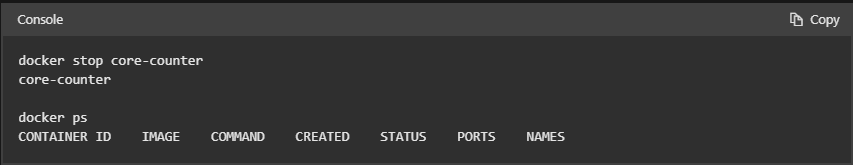 Console
Copy
docker stop core-counter
core-counter
docker ps
CONTAINER ID    IMAGE    COMMAND    CREATED    STATUS    PORTS    NAMES